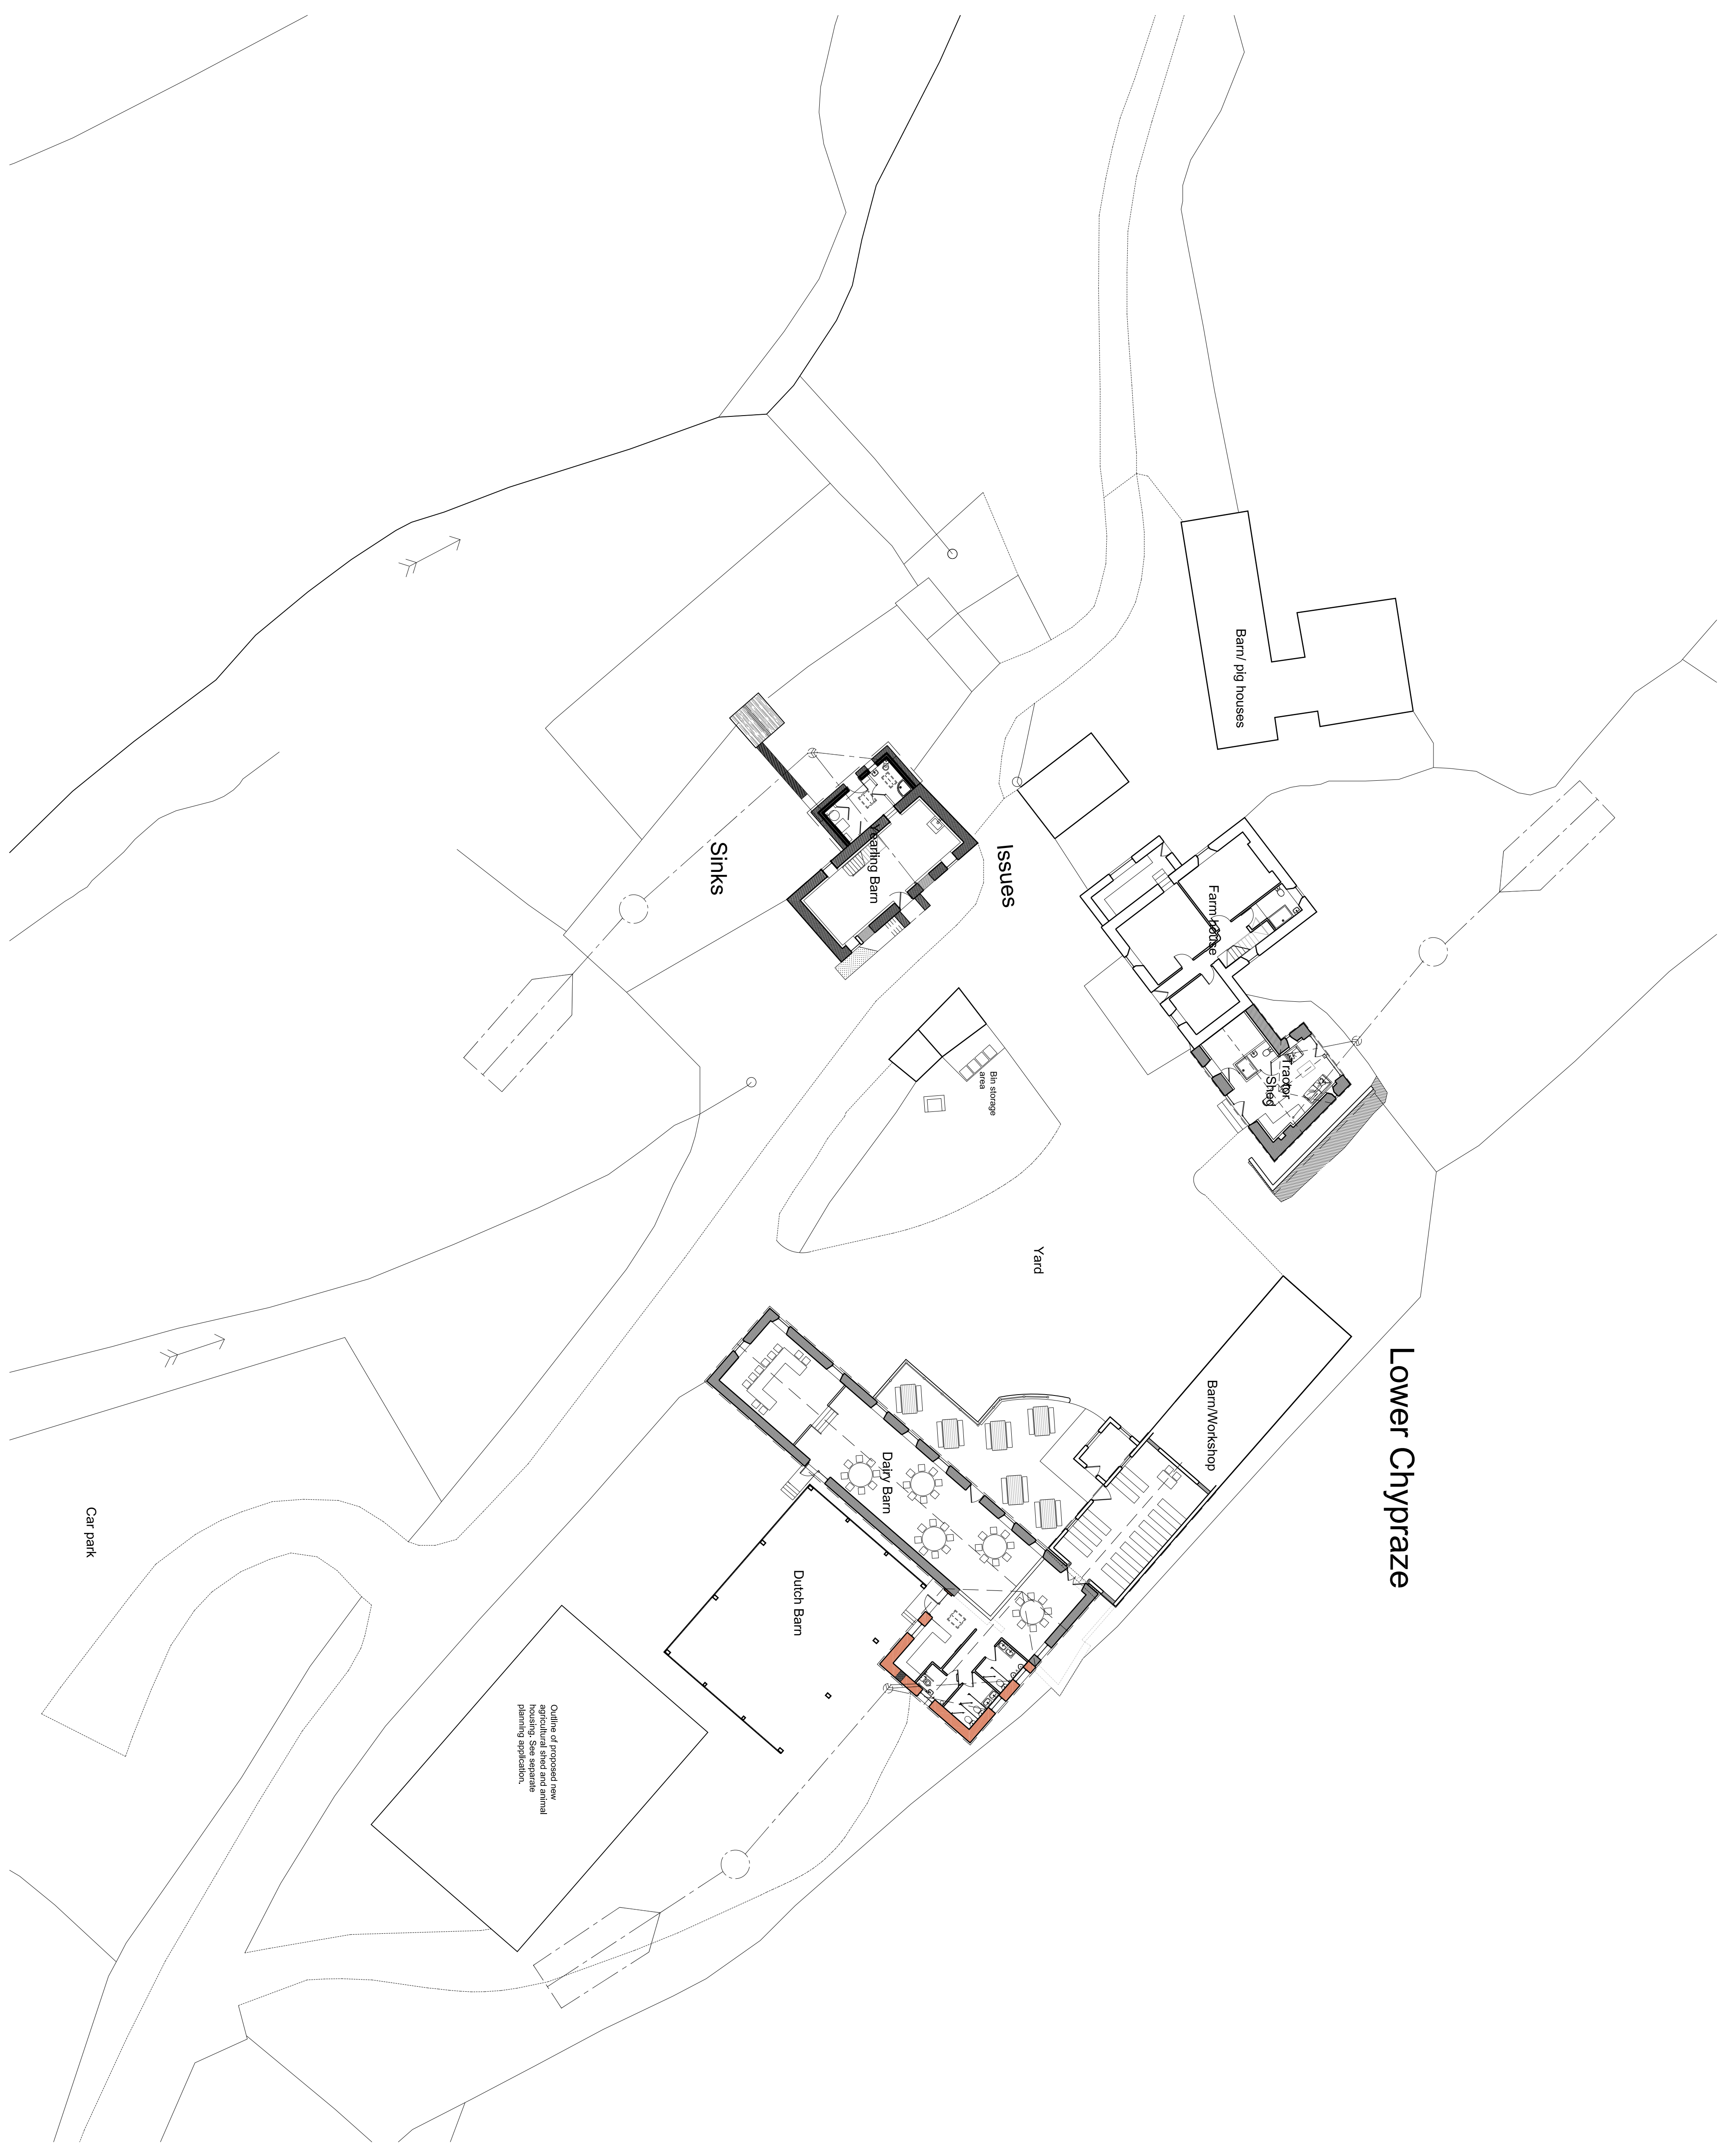 Lower Chypraze
Barn/ pig houses
Farm house
Tractor
Shed
Barn/Workshop
Issues
Yard
Bin storage
area
Yearling Barn
Dairy Barn
Sinks
Dutch Barn
Outline of proposed new
agricultural shed and animal
housing. See separate
planning application.
Car park